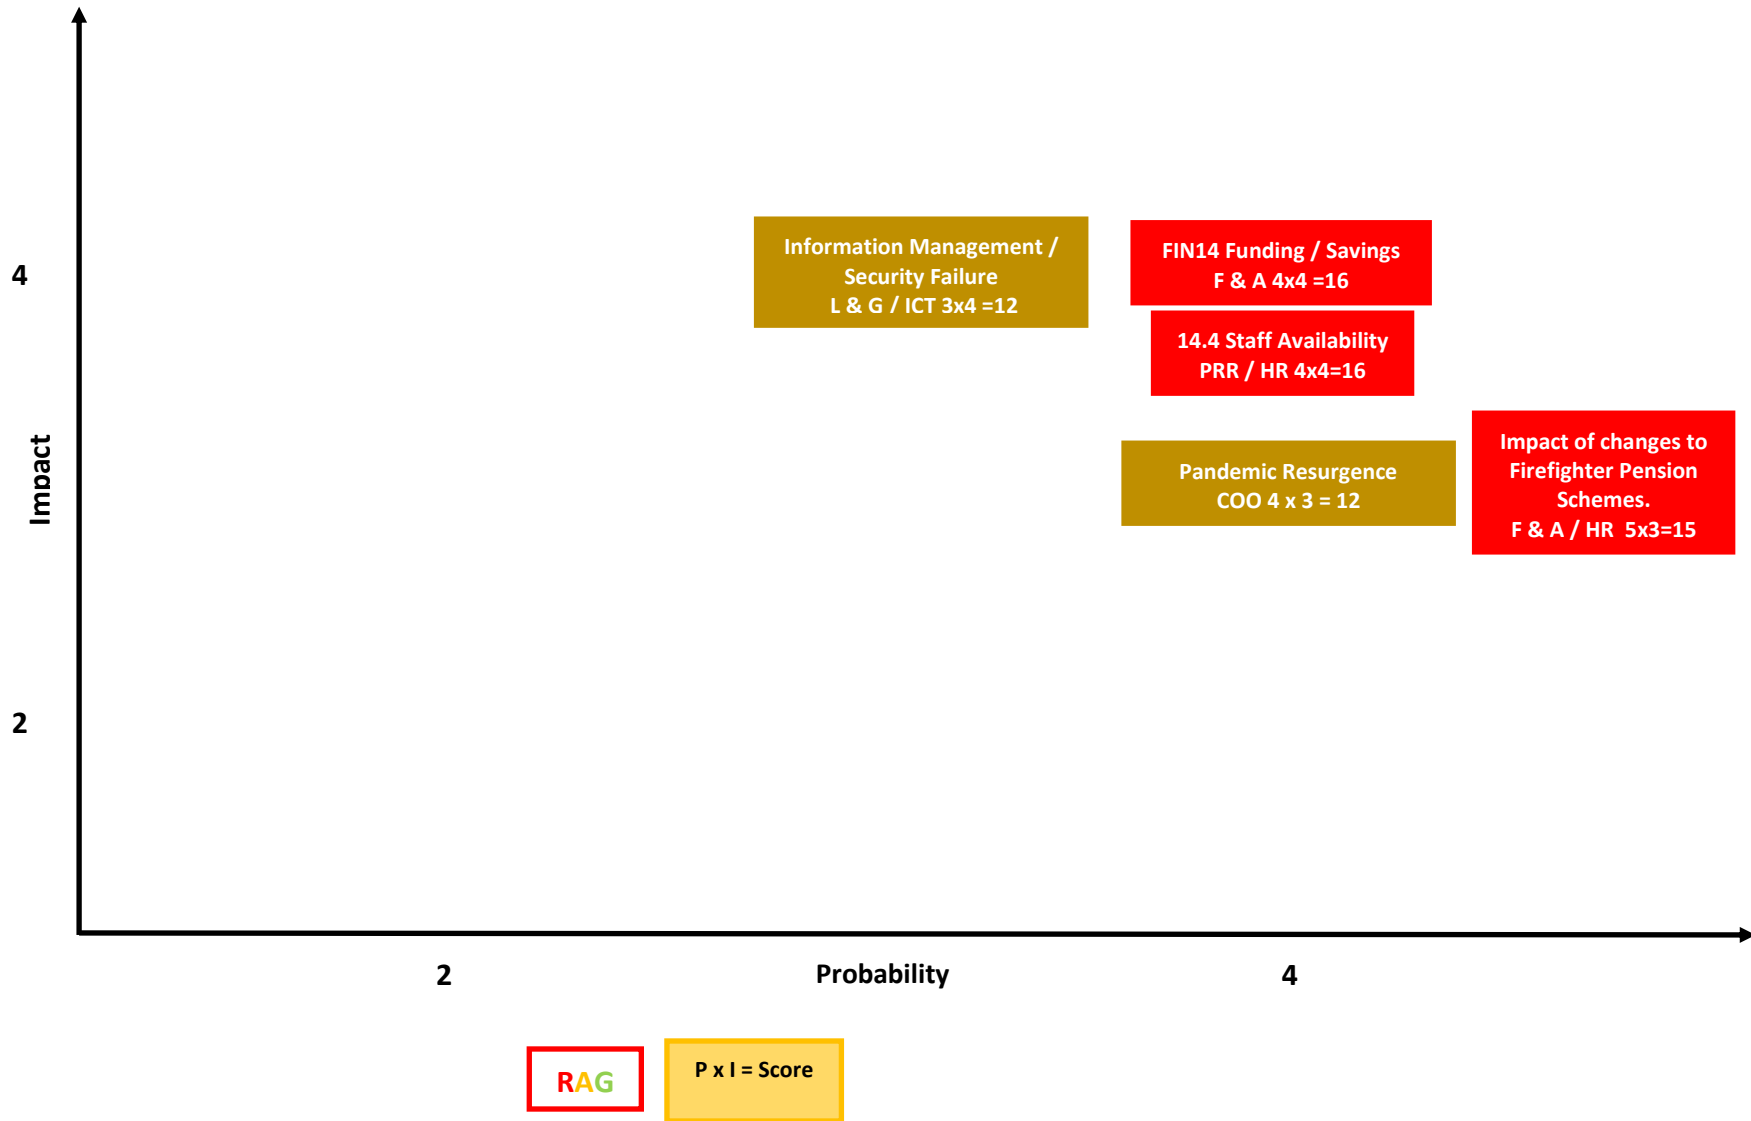 Information Management /
Security Failure
L & G / ICT 3x4 =12
FIN14 Funding / Savings
F & A 4x4 =16
14.4 Staff Availability
PRR / HR 4x4=16
Pandemic Resurgence
COO 4 x 3 = 12
Impact of changes to
Firefighter Pension
Schemes.
F & A / HR  5x3=15
4
Impact
2
2
Probability
4
RAG
P x I = Score